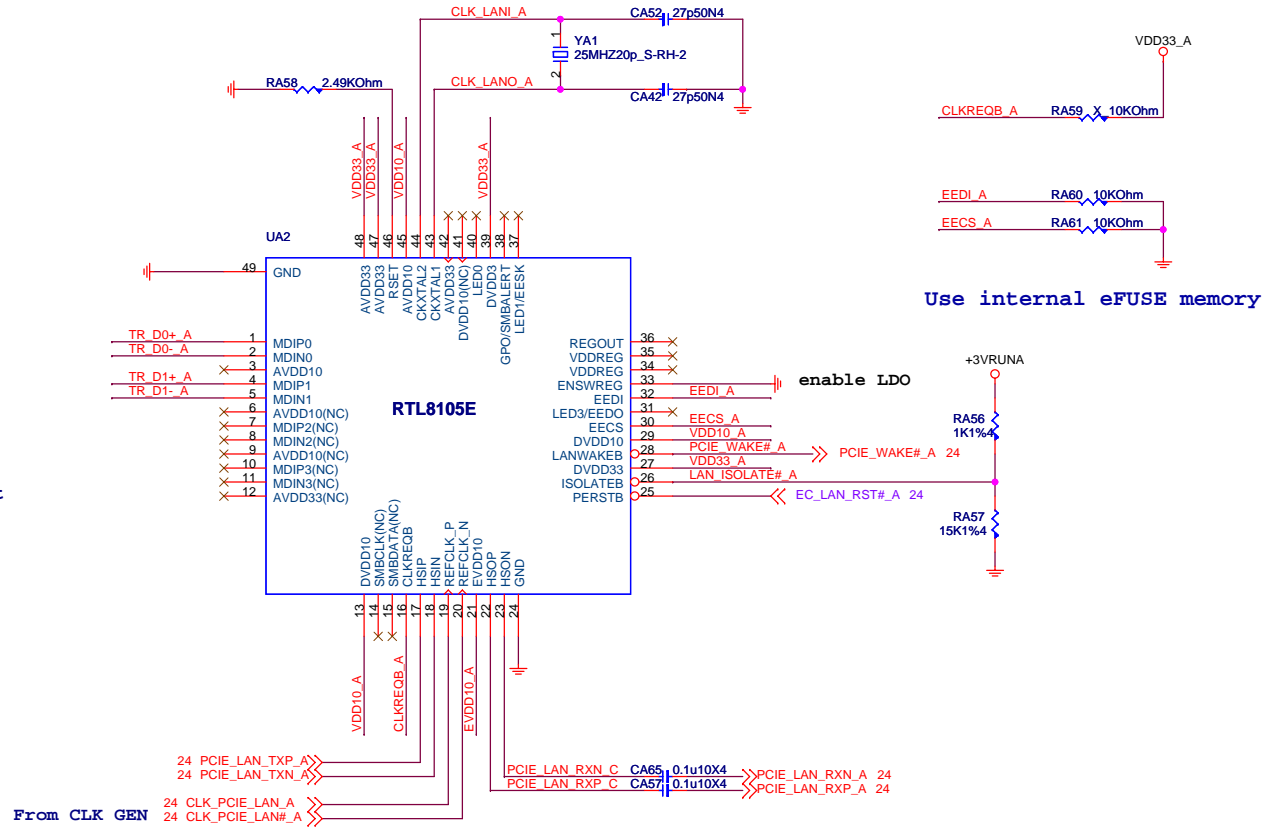 CLK_LANI_A
CA52 27p50N4
1
YA1
25MHZ20p_S-RH-2
2
RA58 2.49KOhm
CLK_LANO_A
CA42 27p50N4
VDD33_A
CLKREQB_A RA59 X_10KOhm
EEDI_A RA60 10KOhm
EECS_A RA61 10KOhm
Use internal eFUSE memory
VDD33_A
VDD33_A
VDD10_A
VDD33_A
UA2
48 47 46 45 44 43 42 41 40 39 38 37
AVDD33
AVDD33
RSET
AVDD10
CKXTAL2
CKXTAL1
AVDD33
DVDD10(NC)
LED0
DVDD3
GPO/SMBALERT
LED1/EESK
49 GND
TR_D0+_A 1 MDIP0
TR_D0-_A 2 MDIN0
3 AVDD10
TR_D1+_A 4 MDIP1
TR_D1-_A 5 MDIN1
6 AVDD10(NC)
7 MDIP2(NC)
8 MDIN2(NC)
9 AVDD10(NC)
10 MDIP3(NC)
11 MDIN3(NC)
12 AVDD33(NC)
RTL8105E
REGOUT 36
VDDREG 35
VDDREG 34
ENSWREG 33 enable LDO
EEDI 32 EEDI_A
LED3/EEDO 31
EECS 30 EECS_A
DVDD10 29 VDD10_A
LANWAKEB 28 PCIE_WAKE#_A PCIE_WAKE#_A 24
DVDD33 27 VDD33_A
ISOLATEB 26 LAN_ISOLATE#_A
PERSTB 25 EC_LAN_RST#_A 24
+3VRUNA
RA56
1K1%4
RA57
15K1%4
t
DVDD10
SMBCLK(NC)
SMBDATA(NC)
CLKREQB
HSIP
HSIN
REFCLK_P
REFCLK_N
EVDD10
HSOP
HSON
GND
13 14 15 16 17 18 19 20 21 22 23 24
VDD10_A
CLKREQB_A
EVDD10_A
24 PCIE_LAN_TXP_A
24 PCIE_LAN_TXN_A
PCIE_LAN_RXN_C CA65 0.1u10X4 PCIE_LAN_RXN_A 24
PCIE_LAN_RXP_C CA57 0.1u10X4 PCIE_LAN_RXP_A 24
From CLK GEN 24 CLK_PCIE_LAN_A
24 CLK_PCIE_LAN#_A